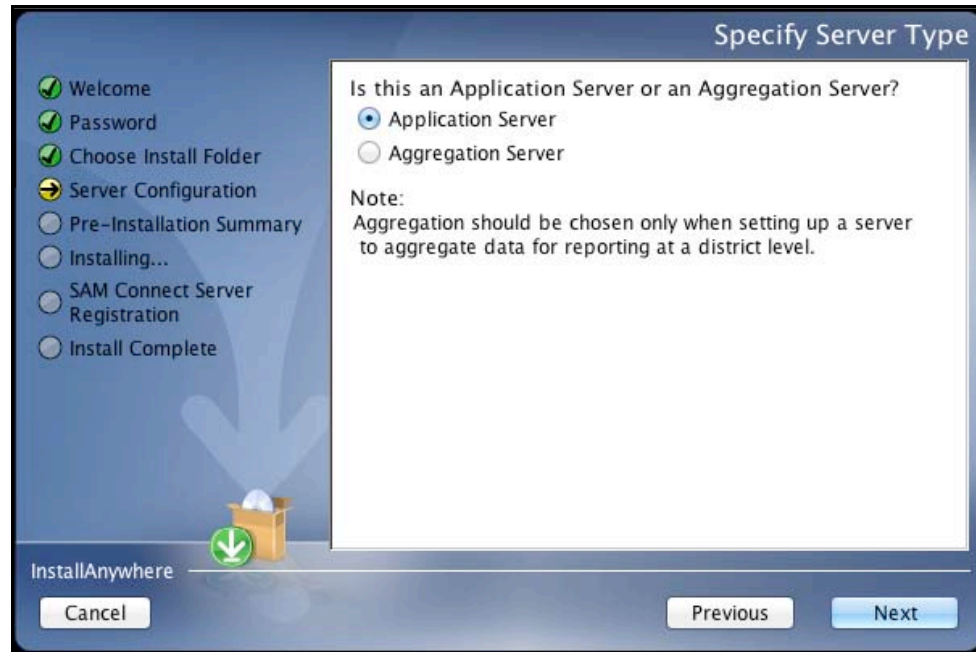 Specify Server Type
Welcome
Password
Choose Install Folder
Server Configuration
Pre-Installation Summary
Installing...
SAM Connect Server
Registration
Install Complete
Is this an Application Server or an Aggregation Server?
Application Server
Aggregation Server
Note:
Aggregation should be chosen only when setting up a server
to aggregate data for reporting at a district level.
InstallAnywhere
Cancel
Previous
Next